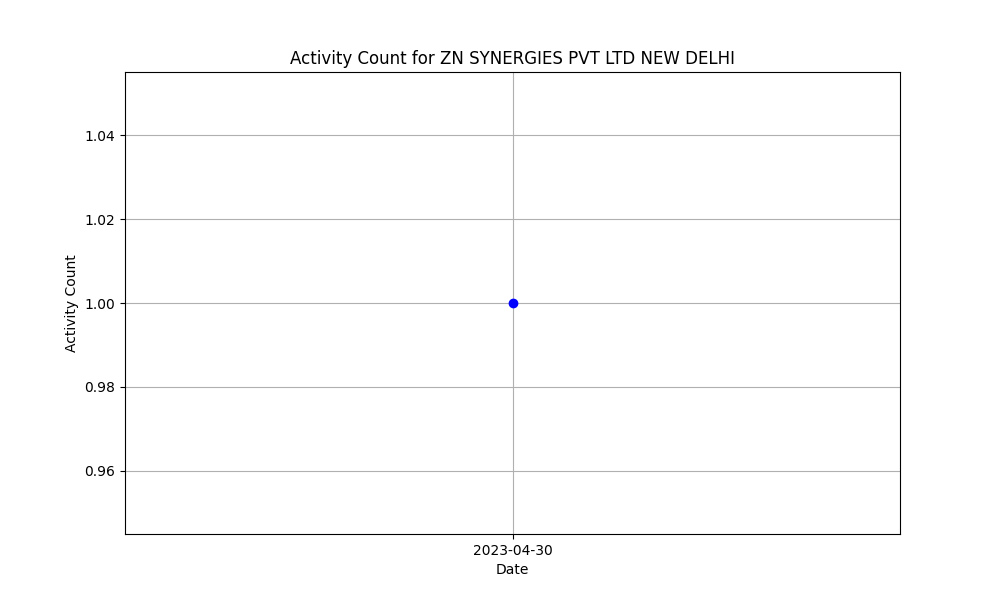 Activity Count for ZN SYNERGIES PVT LTD NEW DELHI
1.04
1.02
1.00
0.98
0.96
Activity Count
2023-04-30
Date